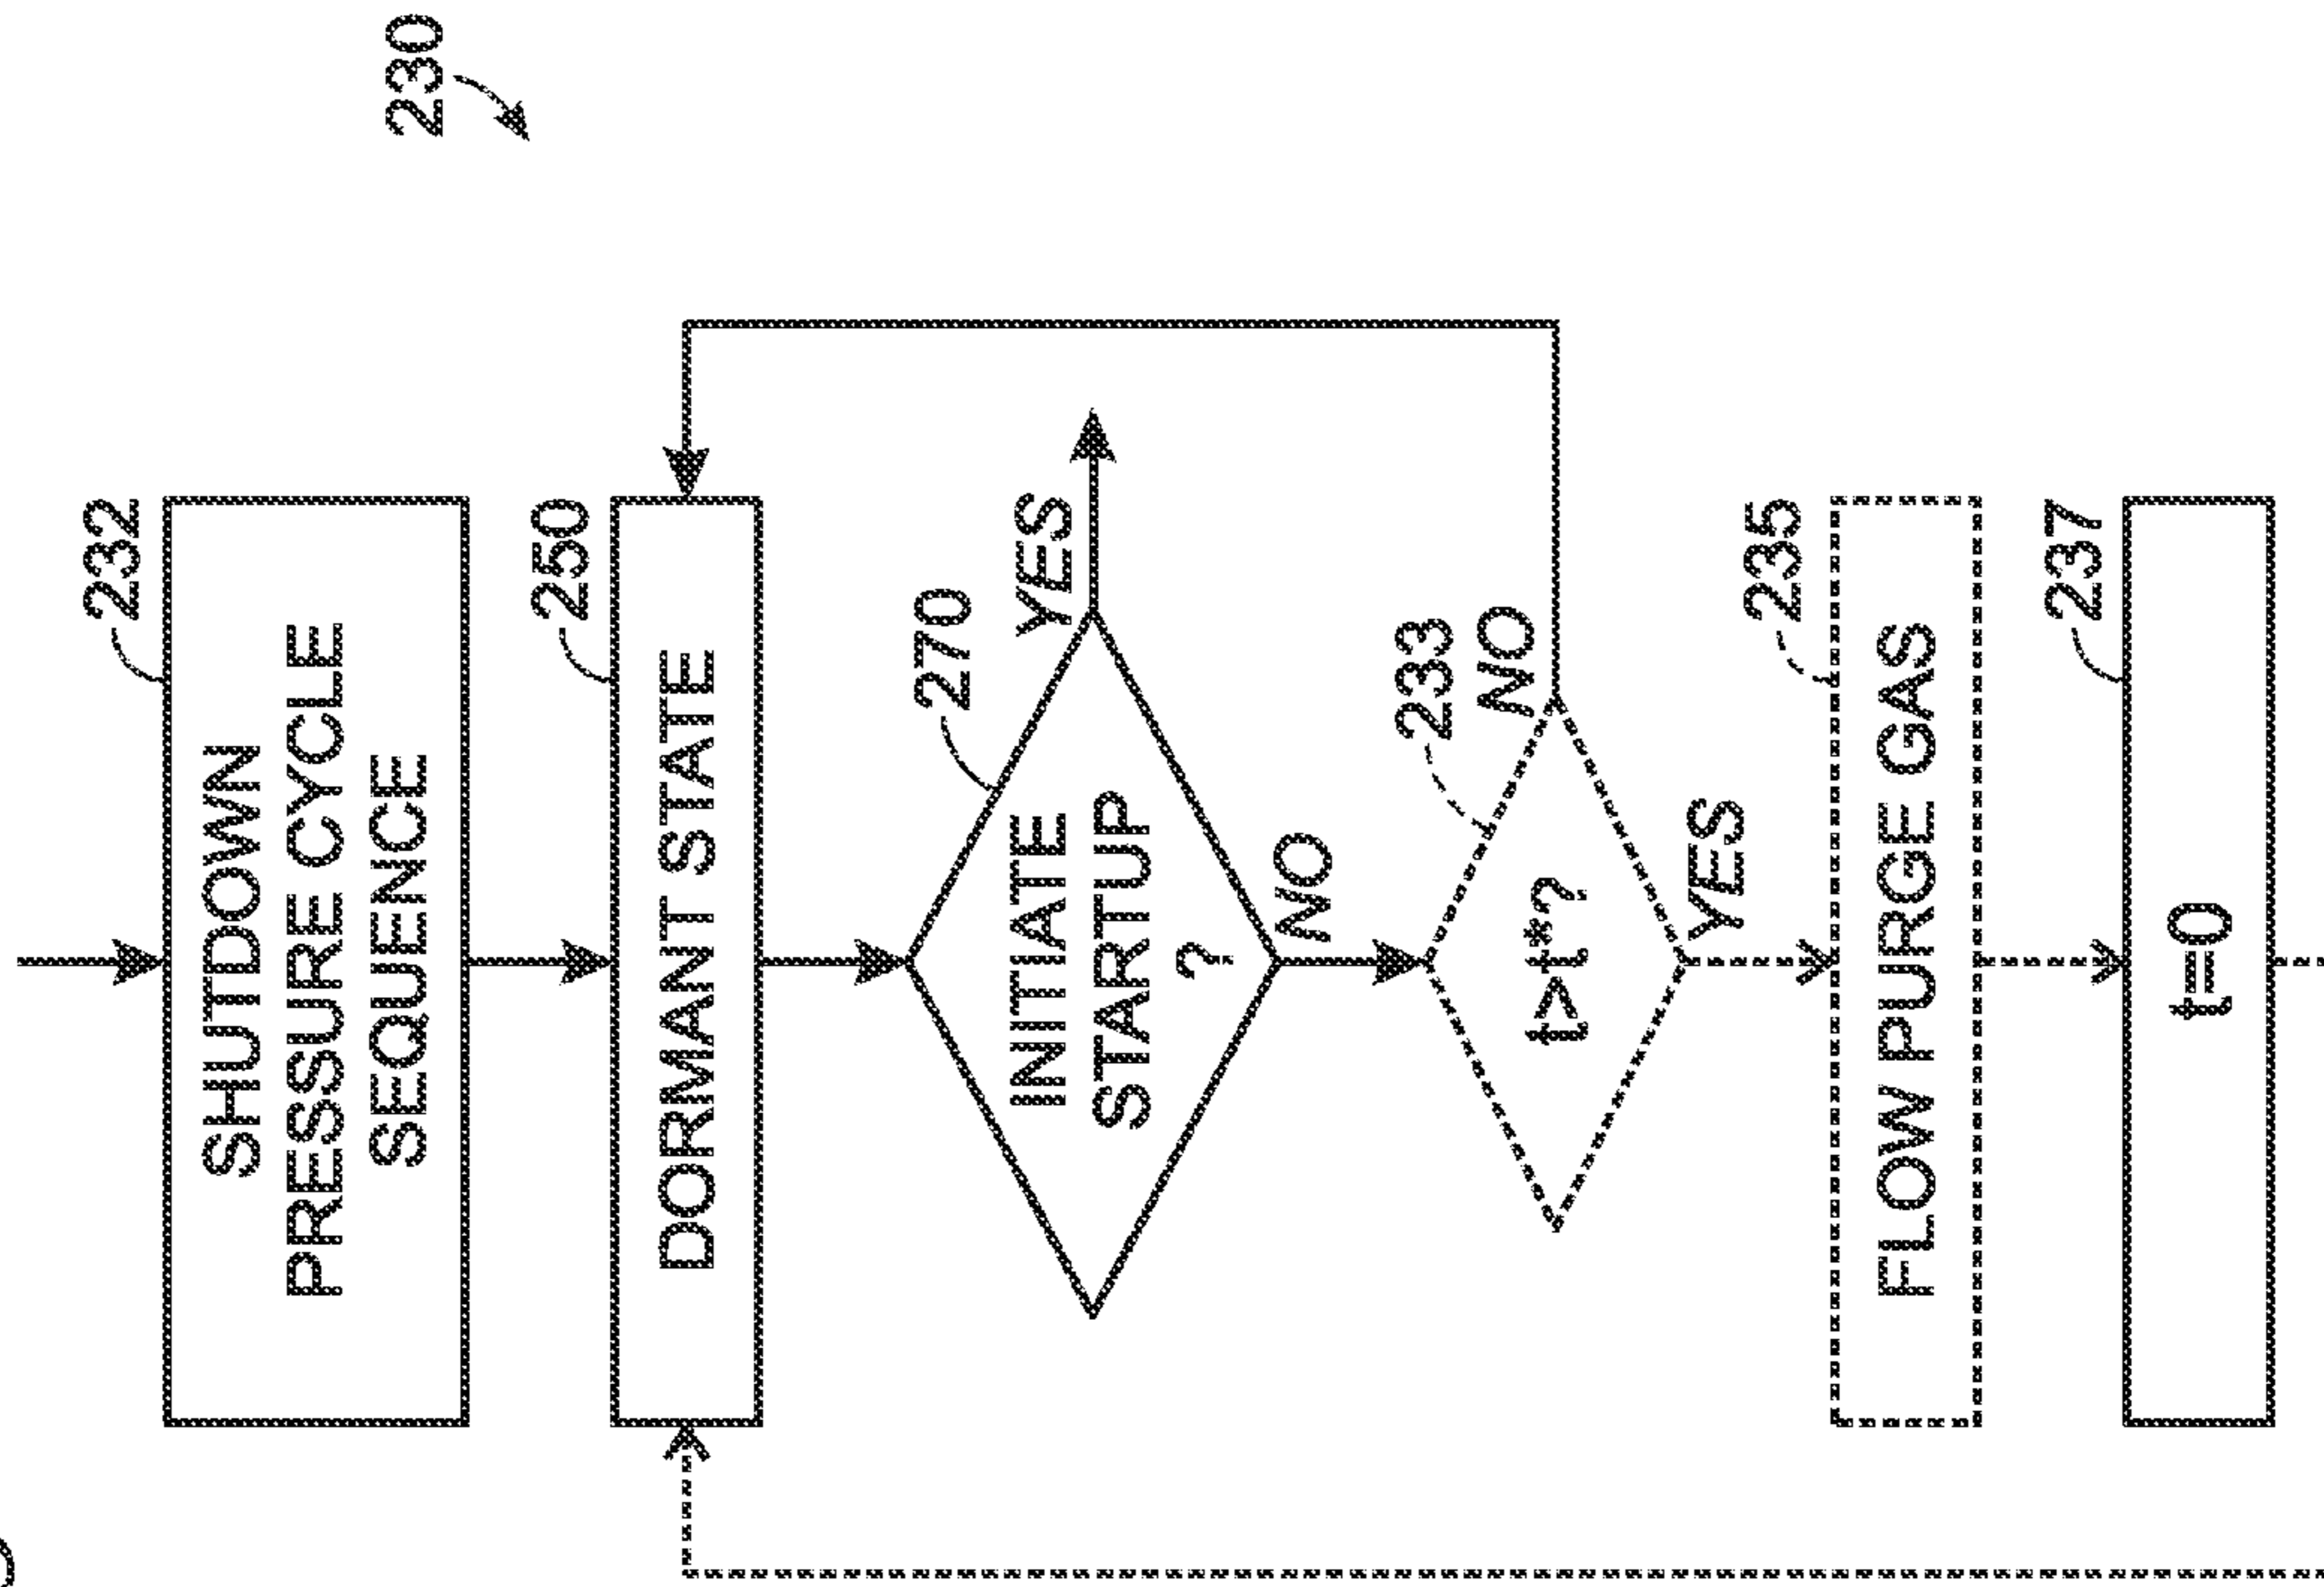 230
232
SHUTDOWN
PRESSURE CYCLE
SEQUENCE
250
DORMANT STATE
270
INITIATE
STARTUP
?
YES
NO
233
t>t*?
NO
YES
235
FLOW PURGE GAS
237
t=0